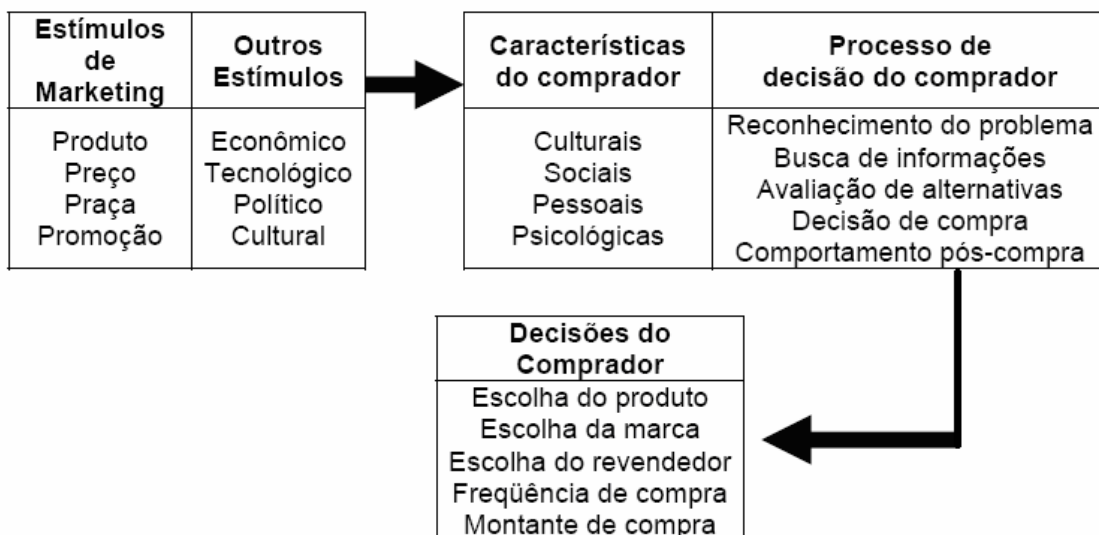 Estímulos
de
Marketing
Produto
Preço
Praça
Promoção
Outros
Estímulos
Econômico
Tecnológico
Político
Cultural
Características
do comprador
Culturais
Sociais
Pessoais
Psicológicas
Processo de
decisão do comprador
Reconhecimento do problema
Busca de informações
Avaliação de alternativas
Decisão de compra
Comportamento pós-compra
Decisões do
Comprador
Escolha do produto
Escolha da marca
Escolha do revendedor
Freqüência de compra
Montante de compra